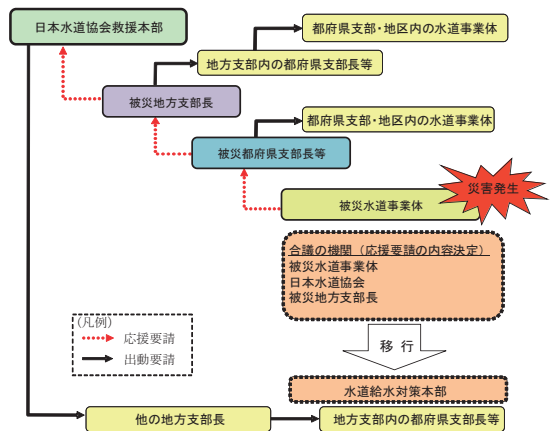 日本水道協会救援本部
都府県支部・地区内の水道事業体
地方支部内の都府県支部長等
被災地方支部長
都府県支部・地区内の水道事業体
被災都府県支部長等
災害発生
被災水道事業体
合議の機関（応援要請の内容決定）
被災水道事業体
日本水道協会
被災地方支部長
(凡例)
応援要請
出動要請
移 行
水道給水対策本部
他の地方支部長
地方支部内の都府県支部長等